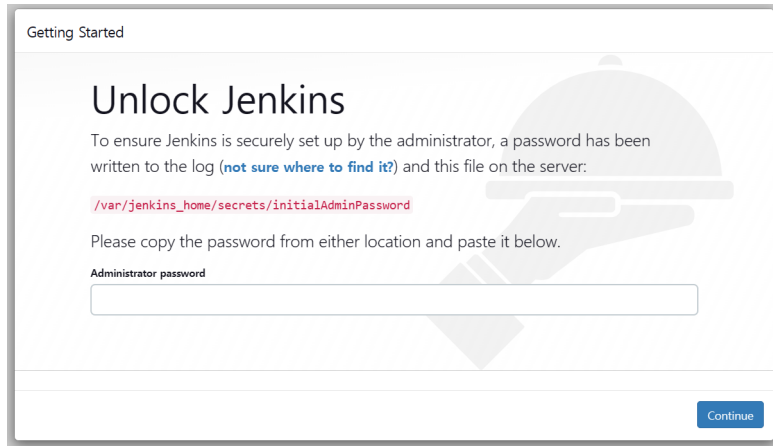 Getting Started
Unlock Jenkins
To ensure Jenkins is securely set up by the administrator, a password has been
written to the log (not sure where to find it?) and this file on the server:
/var/jenkins_home/secrets/initialAdminPassword
Please copy the password from either location and paste it below.
Administrator password
Continue